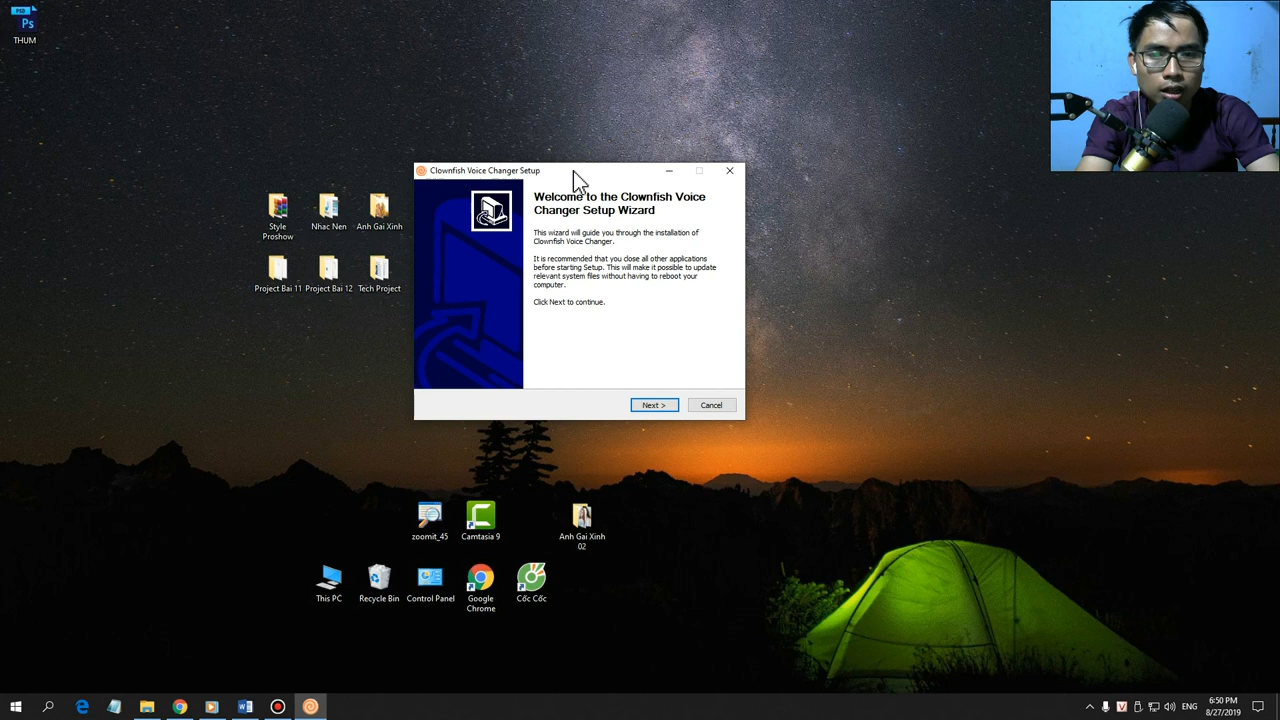 PSD
Ps
THUM
Clownfish Voice Changer Setup
Welcome to the Clownfish Voice
Changer Setup Wizard
This wizard will guide you through the installation of
Clownfish Voice Changer.
It is recommended that you close all other applications
before starting Setup. This will make it possible to update
relevant system files without having to reboot your
computer.
Click Next to continue.
Next >
Cancel
Style
Proshow
Nhac Nen
Anh Gai Xinh
Project Bai 11
Project Bai 12
Tech Project
zoomit_45
Camtasia 9
Anh Gai Xinh
02
This PC
Recycle Bin
Control Panel
Google
Chrome
Cốc Cốc
V
ENG
6:50 PM
8/27/2019